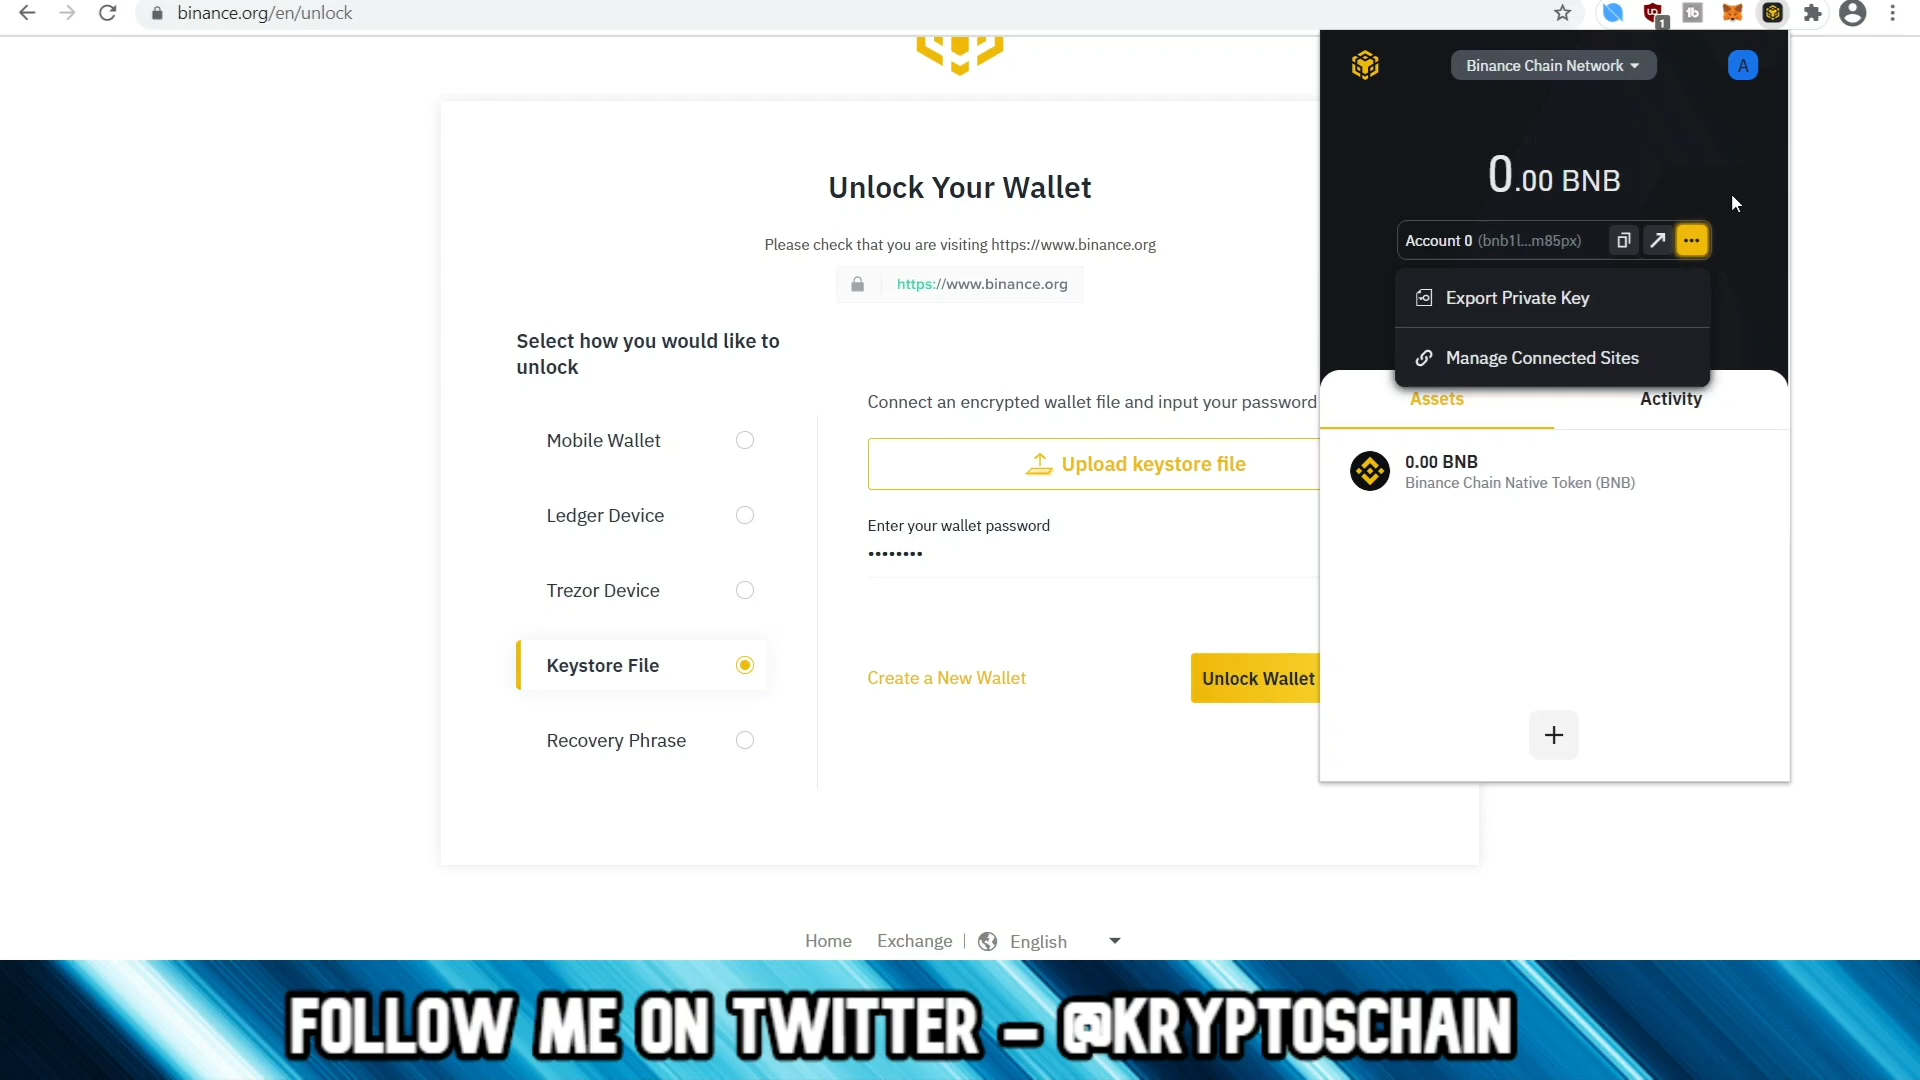 binance.org/en/unlock
1
Unlock Your Wallet
Please check that you are visiting https://www.binance.org
https://www.binance.org
Select how you would like to
unlock
Mobile Wallet
Ledger Device
Trezor Device
Keystore File
Recovery Phrase
Connect an encrypted wallet file and input your password
Upload keystore file
Enter your wallet password
••••••••
Create a New Wallet
Unlock Wallet
Binance Chain Network
A
0.00 BNB
Account 0 (bnb1l...m85px)
Export Private Key
Manage Connected Sites
Assets
Activity
0.00 BNB
Binance Chain Native Token (BNB)
+
Home Exchange | English
FOLLOW ME ON TWITTER – @KRYPTOSCHAIN